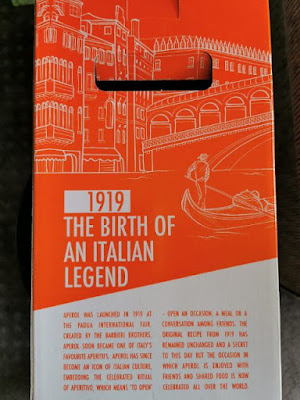 1919
THE BIRTH OF
AN ITALIAN
LEGEND
APEROL WAS LAUNCHED IN 1919 AT
THE PADUA INTERNATIONAL FAIR.
CREATED BY THE BARBIERI BROTHERS,
APEROL SOON BECAME ONE OF ITALY'S
FAVOURITE APERITIFS. APEROL HAS SINCE
BECOME AN ICON OF ITALIAN CULTURE,
EMBEDDING THE CELEBRATED RITUAL
OF APERITIVO, WHICH MEANS 'TO OPEN'
- OPEN AN OCCASION, A MEAL OR A
CONVERSATION AMONG FRIENDS. THE
ORIGINAL RECIPE FROM 1919 HAS
REMAINED UNCHANGED AND A SECRET
TO THIS DAY BUT THE OCCASION IN
WHICH APEROL IS ENJOYED WITH
FRIENDS AND SHARED FOOD IS NOW
CELEBRATED ALL OVER THE WORLD.